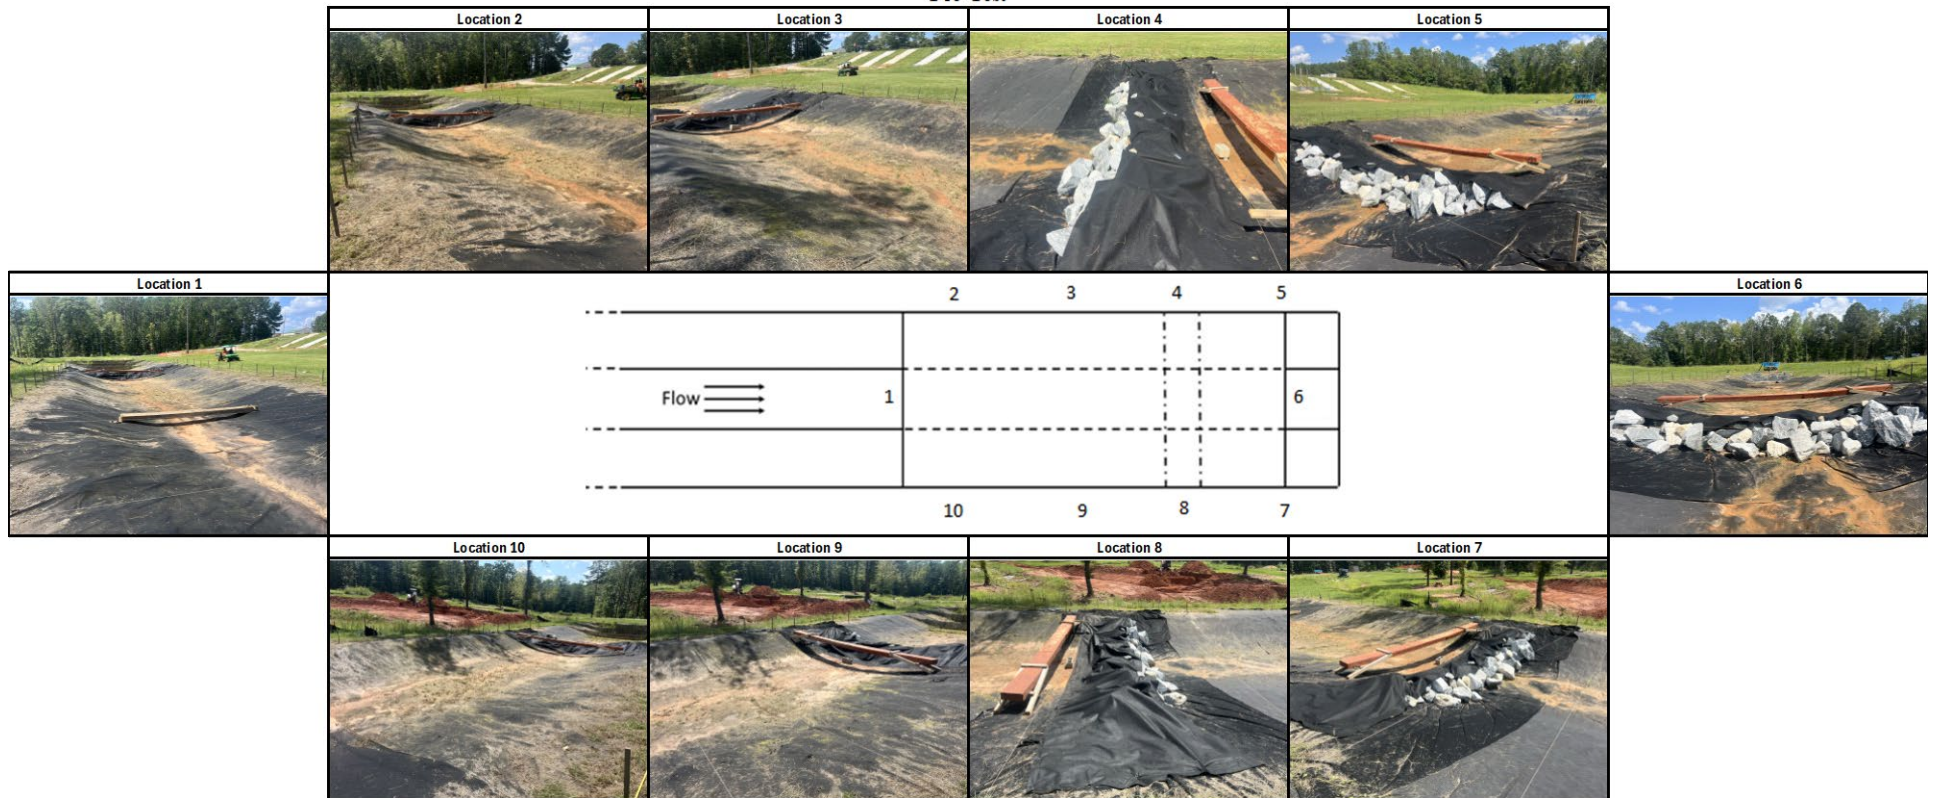 Location 2
Location 3
Location 4
Location 5
Location 1
Location 6
2
3
4
5
Flow
1
6
10
9
8
7
Location 10
Location 9
Location 8
Location 7